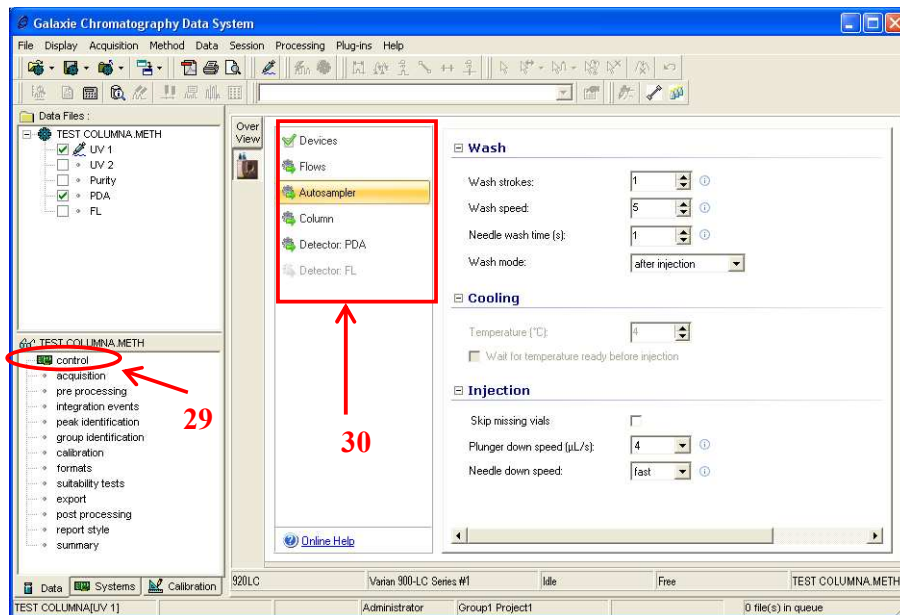 Galaxie Chromatography Data System
File Display Acquisition Method Data Session Processing Plug-ins Help
Data Files :
TEST COLUMNA.METH
UV 1
UV 2
Purity
PDA
FL
Over
View
Devices
Flows
Autosampler
Column
Detector: PDA
Detector: FL
30
Online Help
Wash
Wash strokes: 1
Wash speed: 5
Needle wash time (s): 1
Wash mode: after injection
Cooling
Temperature (°C): 4
Wait for temperature ready before injection
Injection
Skip missing vials
Plunger down speed (µL/s): 4
Needle down speed: fast
TEST COLUMNA.METH
control
acquisition
pre processing
integration events
peak identification
group identification
calibration
formats
suitability tests
export
post processing
report style
summary
29
Data Systems Calibration
920LC Varian 900-LC Series #1 Idle Free TEST COLUMNA.METH
TEST COLUMNA[UV 1] Administrator Group1 Project1 0 file(s) in queue